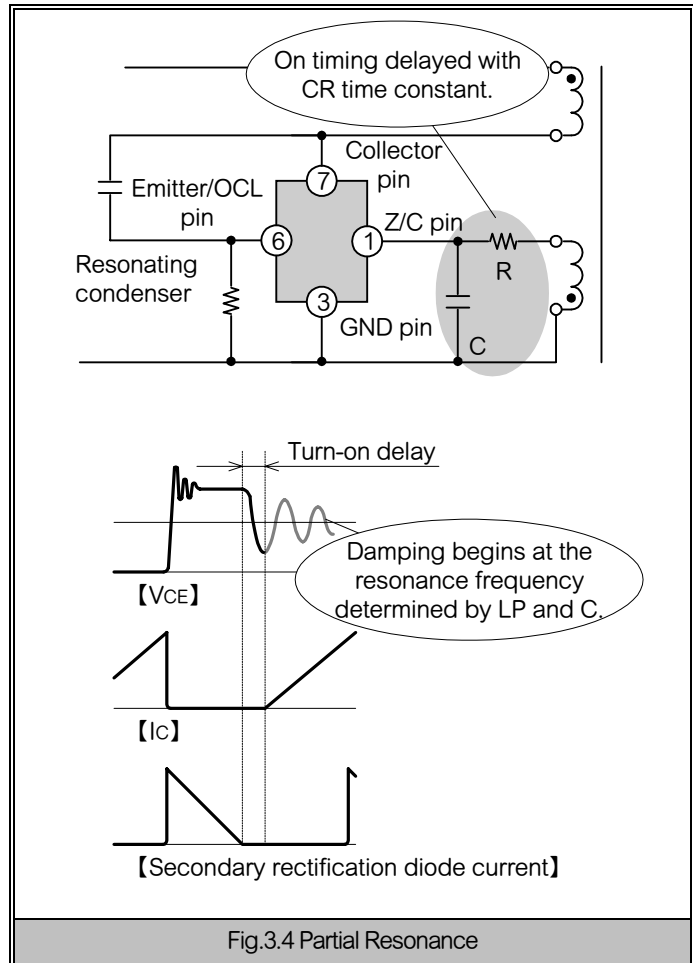 On timing delayed with
CR time constant.
Collector
pin
7
Emitter/OCL
pin
6
1
Z/C pin
R
Resonating
condenser
3
GND pin
C
Turn-on delay
Damping begins at the
resonance frequency
determined by LP and C.
【VCE】
【IC】
【Secondary rectification diode current】
Fig.3.4 Partial Resonance